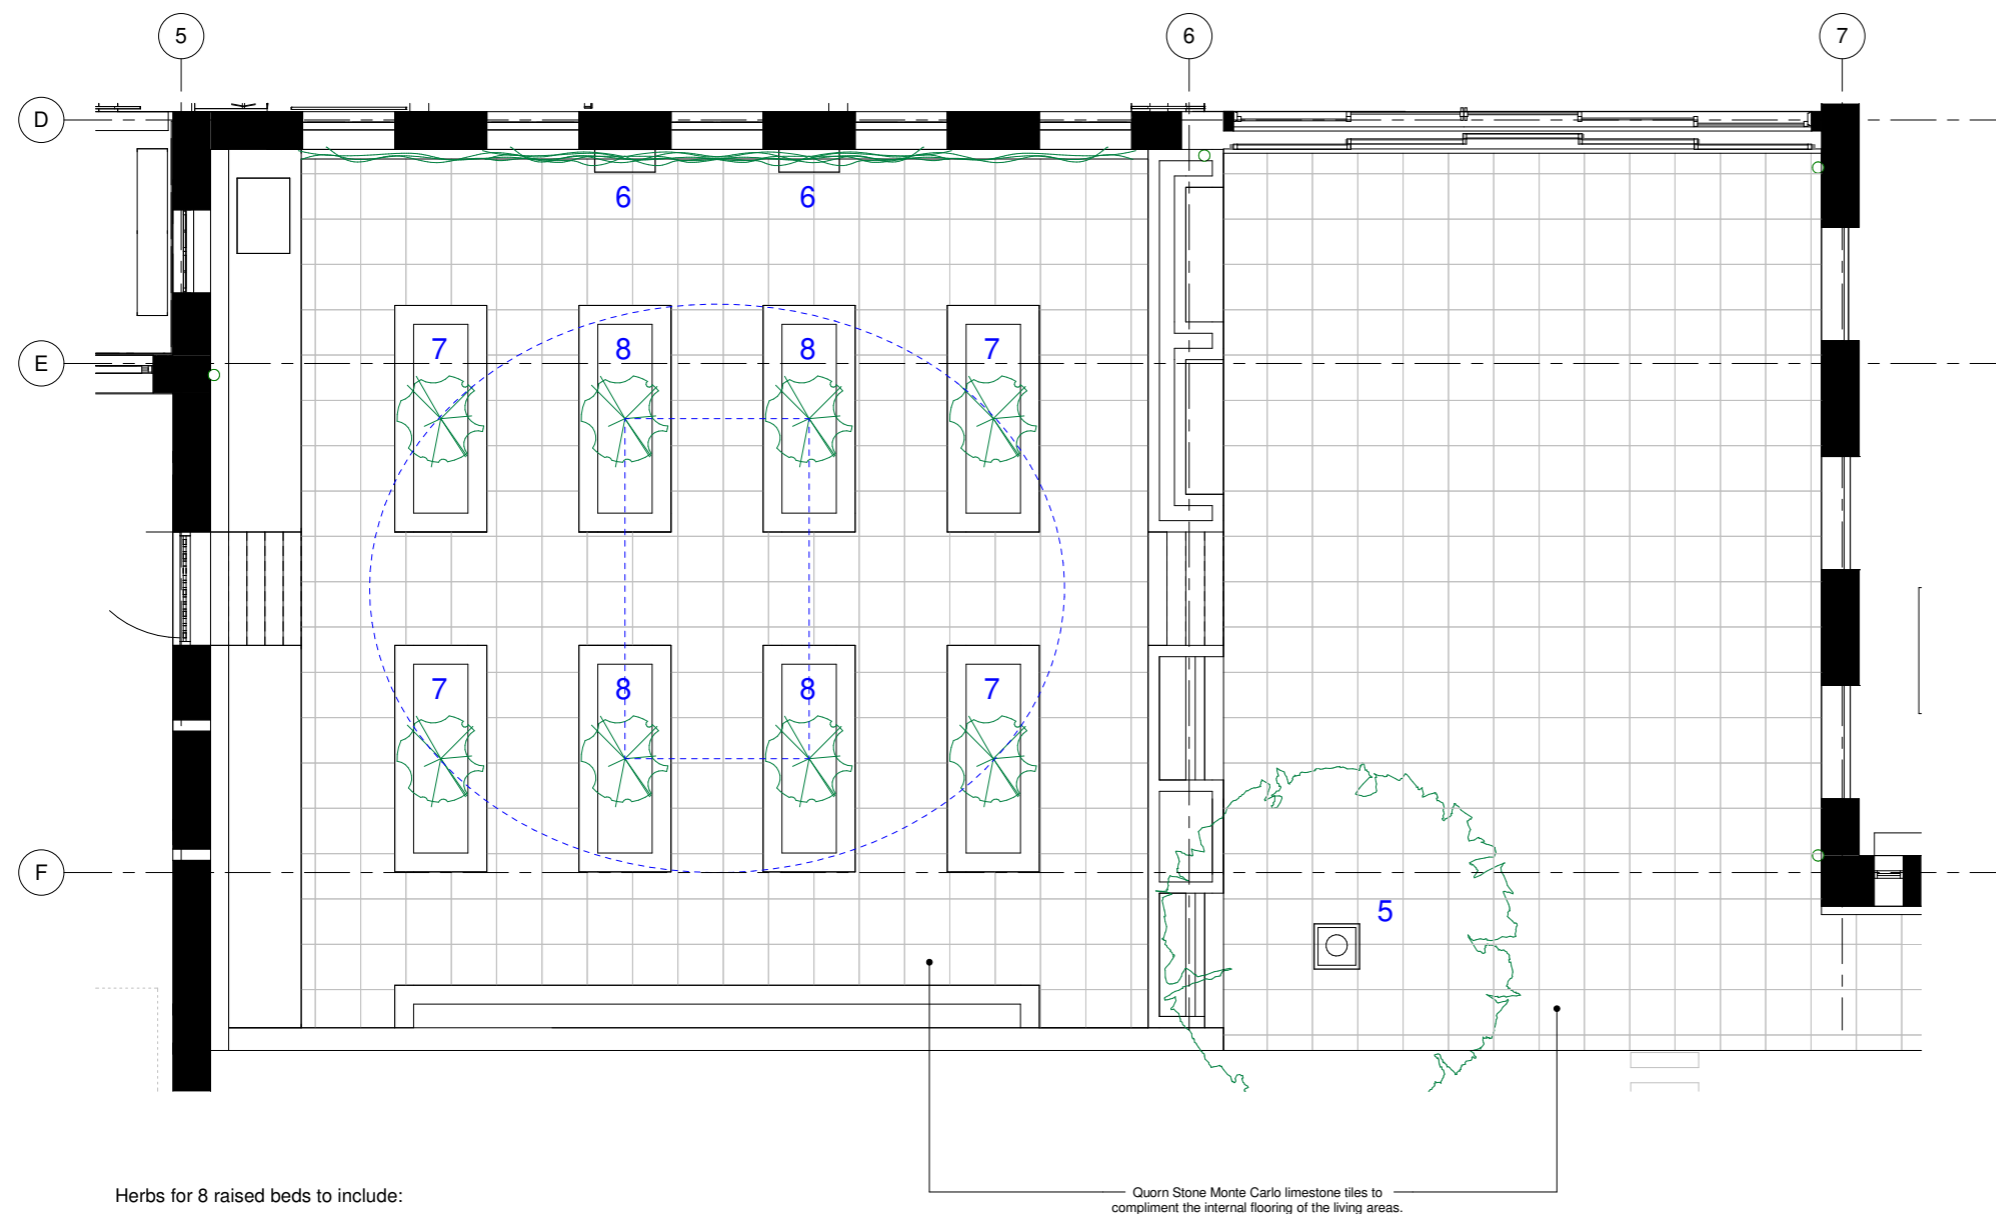 5 6 7
D
6 6
E
7 8 8 7
7 8 8 7
F
5
Herbs for 8 raised beds to include:
Quorn Stone Monte Carlo limestone tiles to
compliment the internal flooring of the living areas.